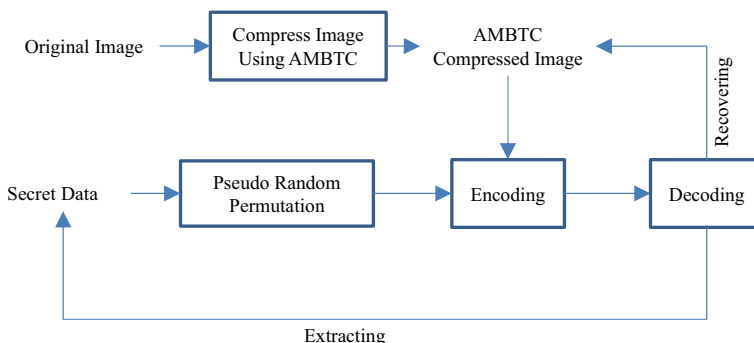 Original Image
Compress Image
Using AMBTC
AMBTC
Compressed Image
Recovering
Secret Data
Pseudo Random
Permutation
Encoding
Decoding
Extracting